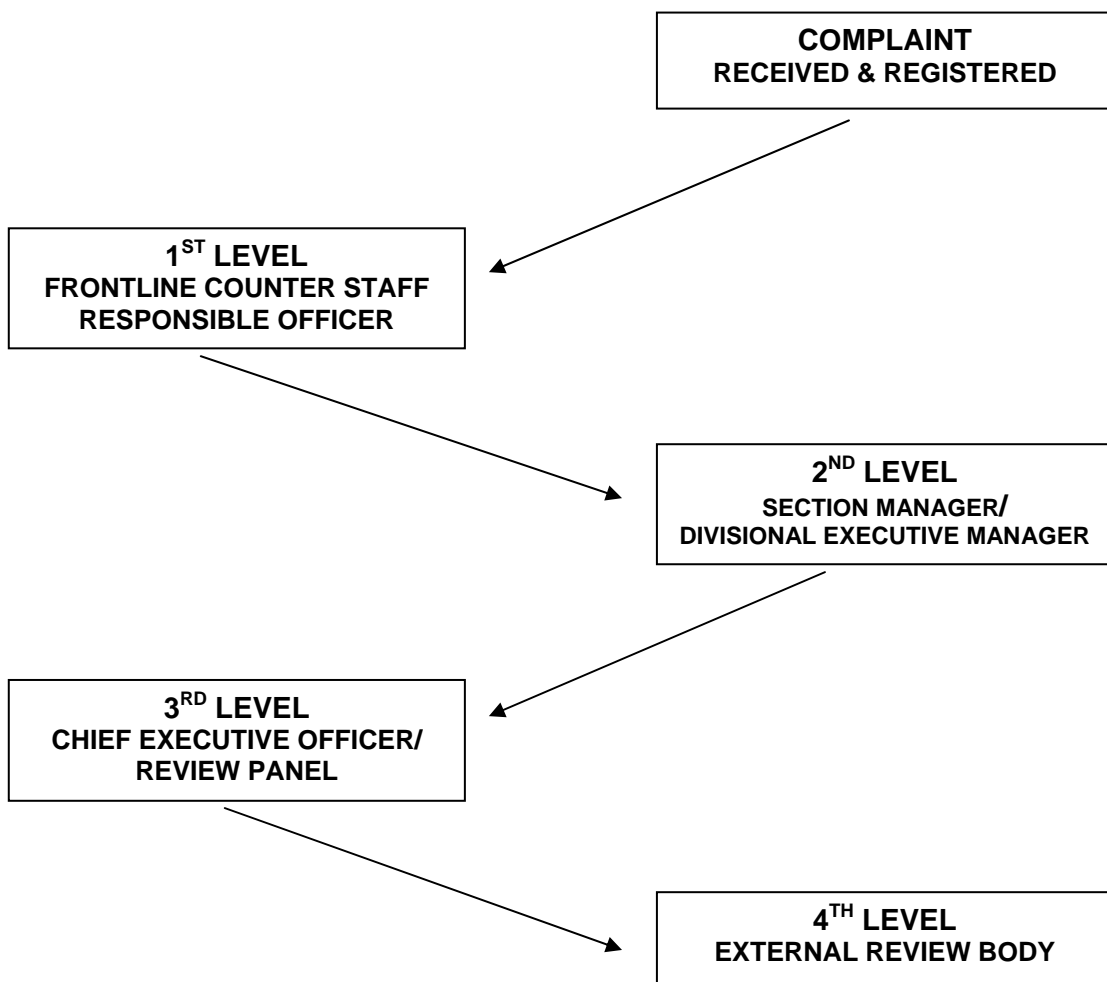 COMPLAINT
RECEIVED & REGISTERED
1ST LEVEL
FRONTLINE COUNTER STAFF
RESPONSIBLE OFFICER
2ND LEVEL
SECTION MANAGER/
DIVISIONAL EXECUTIVE MANAGER
3RD LEVEL
CHIEF EXECUTIVE OFFICER/
REVIEW PANEL
4TH LEVEL
EXTERNAL REVIEW BODY